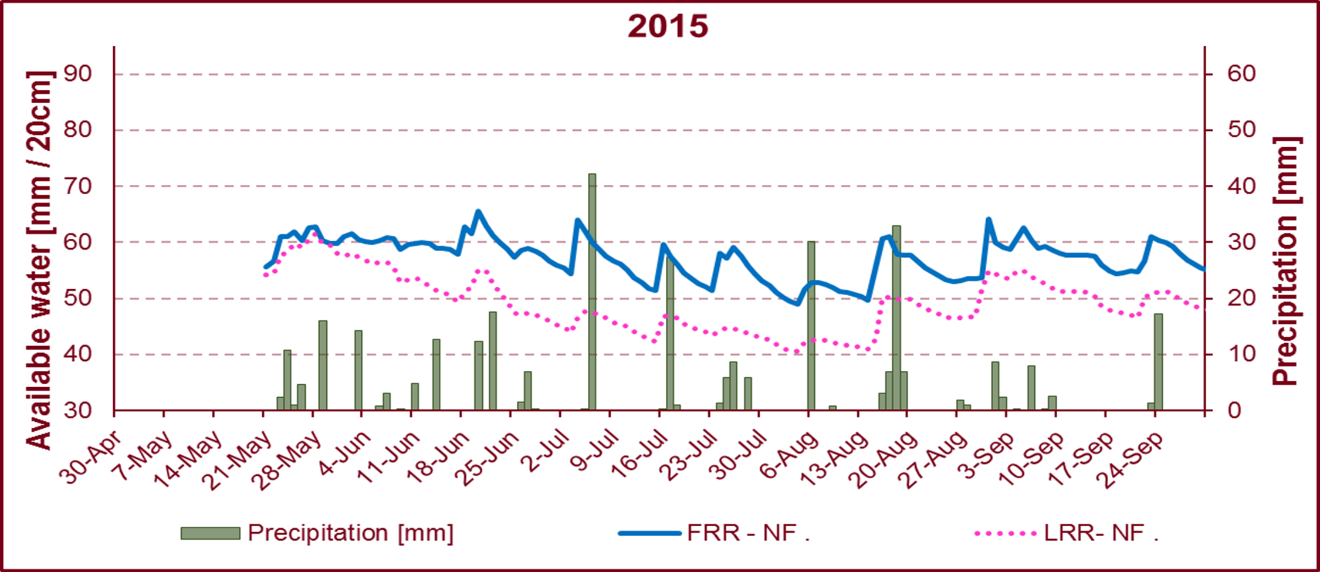 2015
Available water [mm / 20cm]
90
80
70
60
50
40
30
60
50
40
30
20
10
0
Precipitation [mm]
30-Apr
7-May
14-May
21-May
28-May
4-Jun
11-Jun
18-Jun
25-Jun
2-Jul
9-Jul
16-Jul
23-Jul
30-Jul
6-Aug
13-Aug
20-Aug
27-Aug
3-Sep
10-Sep
17-Sep
24-Sep
Precipitation [mm]
FRR - NF .
LRR- NF .